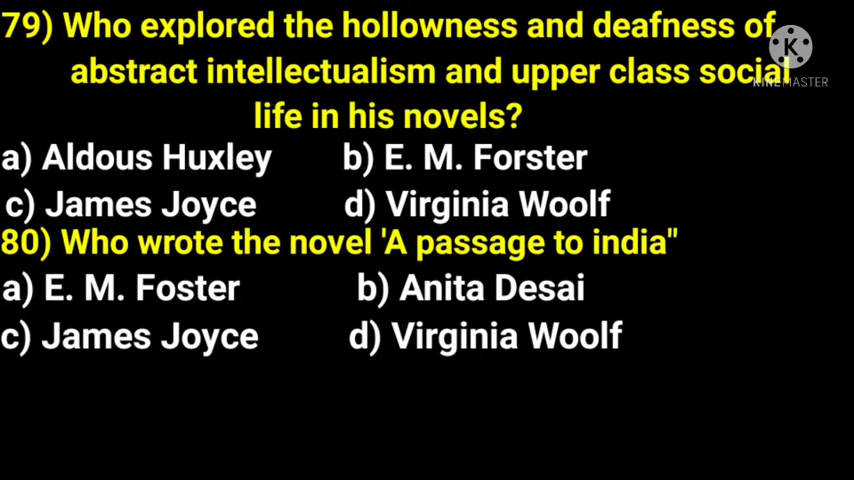 79) Who explored the hollowness and deafness of
abstract intellectualism and upper class social
life in his novels?
a) Aldous Huxley b) E. M. Forster
c) James Joyce d) Virginia Woolf
80) Who wrote the novel 'A passage to india"
a) E. M. Foster b) Anita Desai
c) James Joyce d) Virginia Woolf
K
KINEMASTER